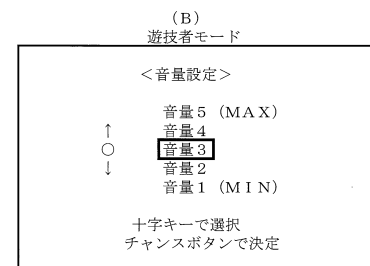 (B)
遊技者モード
＜音量設定＞
音量５（ＭＡＸ）
↑ 音量４
○ 音量３
↓ 音量２
音量１（ＭＩＮ）
十字キーで選択
チャンスボタンで決定